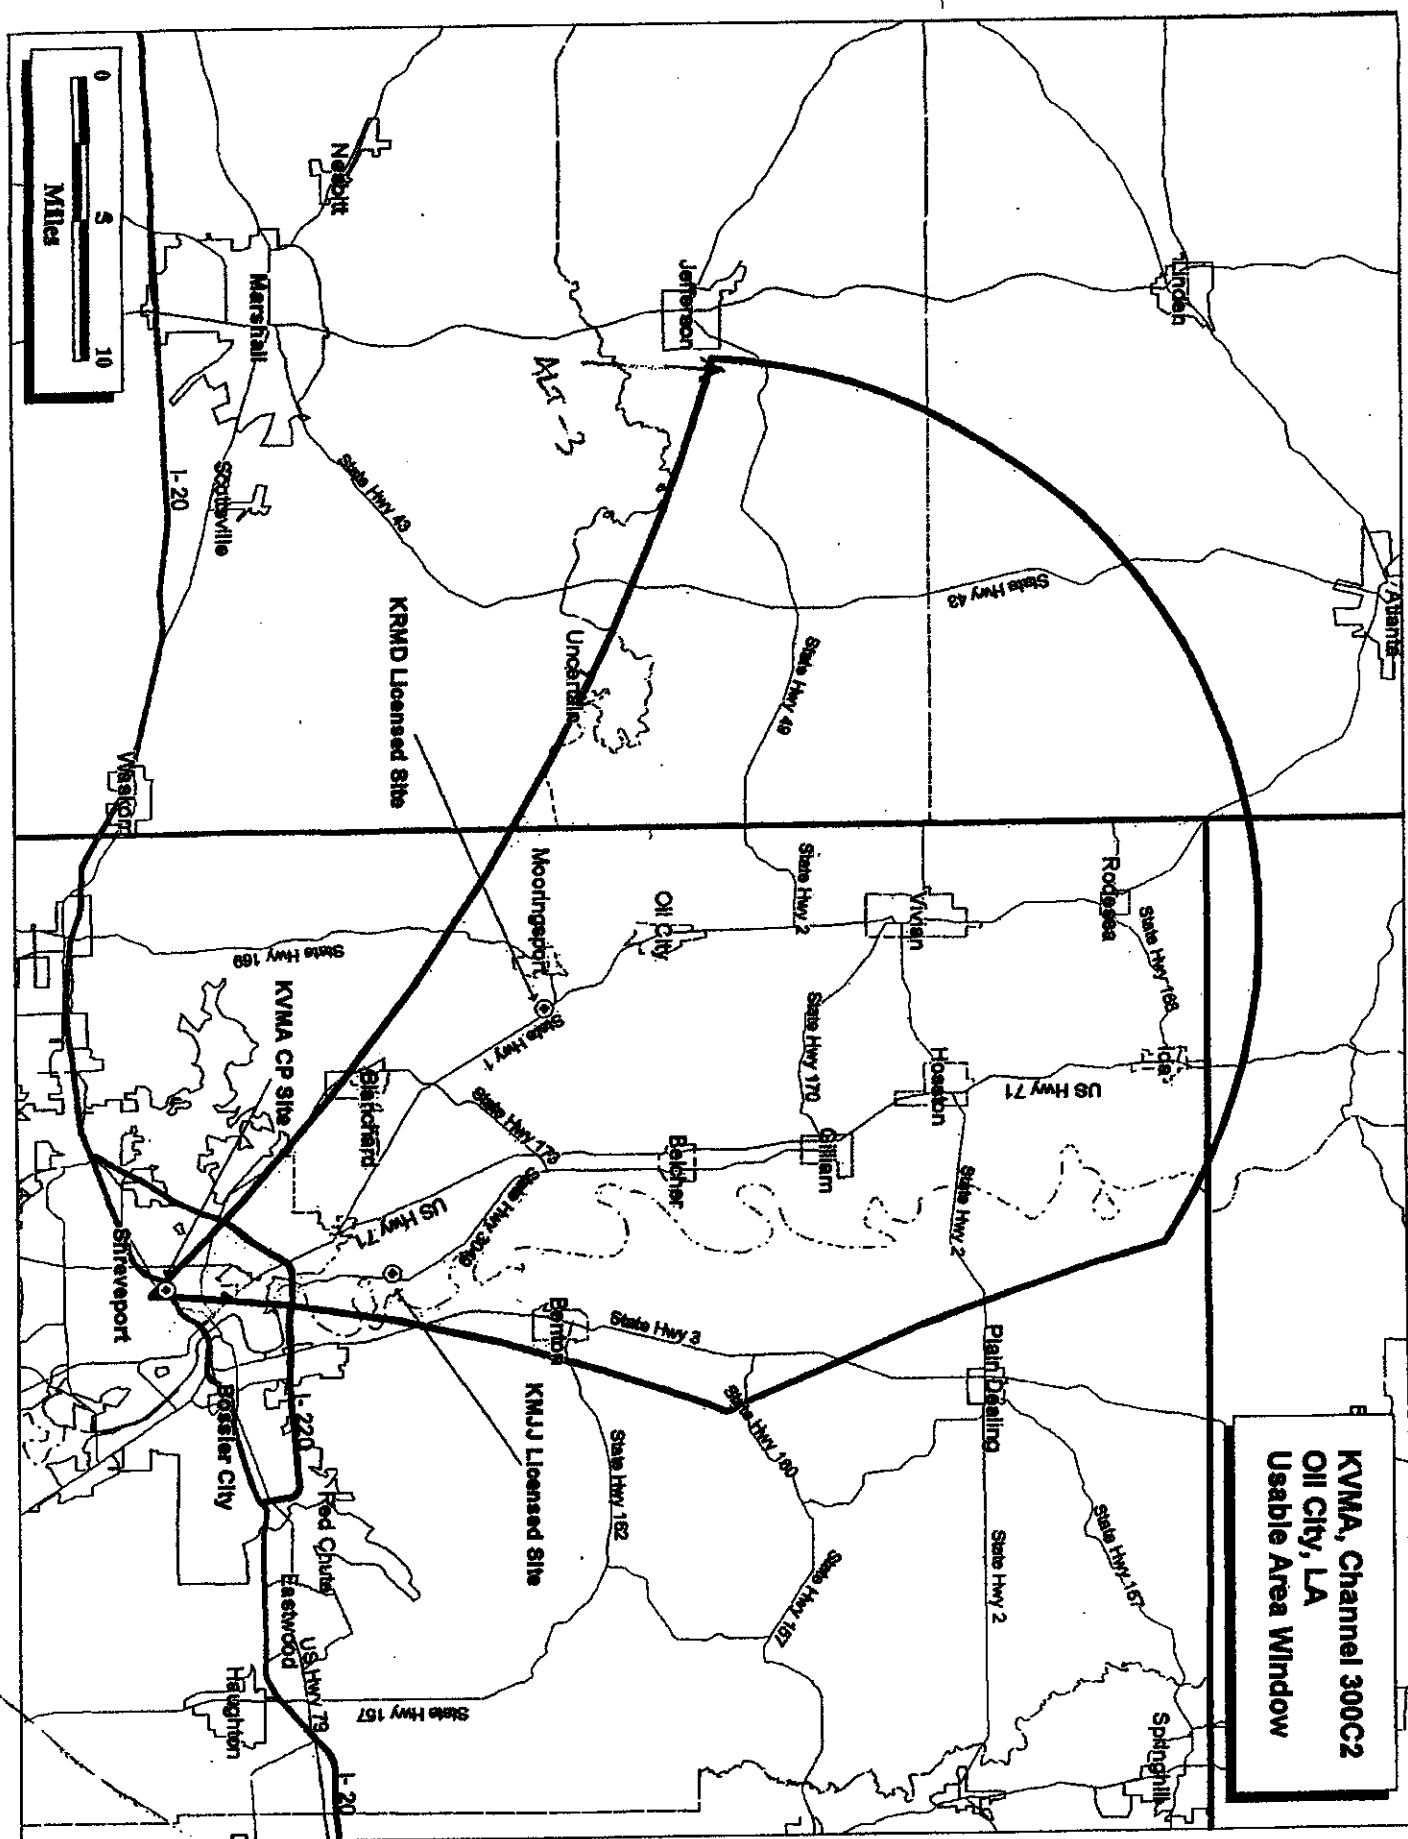 KVMA, Channel 300C2
Oil City, LA
Usable Area Window
Atlanta
Linden
Springhill
Rodessa
State Hwy 168
Ida
State Hwy 157
State Hwy 43
Vivian
Hosston
US Hwy 71
State Hwy 2
Plain Dealing
State Hwy 2
State Hwy 49
State Hwy 2
State Hwy 170
Gilliam
State Hwy 160
State Hwy 157
Jefferson
Oil City
Belcher
State Hwy 3
State Hwy 162
ALT-3
Uncertain
Mooringsport
State Hwy 1
State Hwy 173
State Hwy 3049
Benton
KMJJ Licensed Site
KRMD Licensed Site
State Hwy 43
US Hwy 71
State Hwy 157
Nesbitt
Blanchard
Red Chute
I-20
State Hwy 169
KVMA CP Site
I-220
Eastwood
US Hwy 79
Marshall
Scottsville
Bossier City
Haughton
I-20
Waskom
Shreveport
0 5 10
Miles